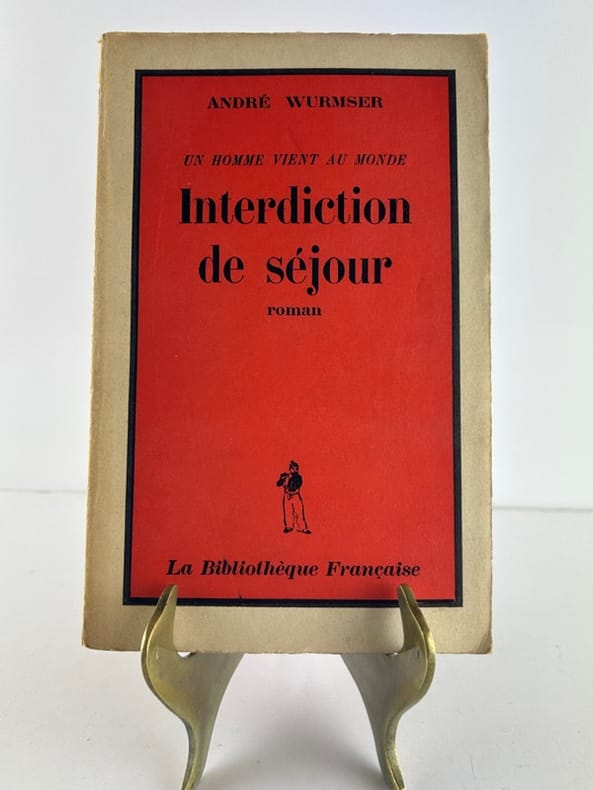 ANDRÉ WURMSER
UN HOMME VIENT AU MONDE
Interdiction
de séjour
roman
La Bibliothèque Française